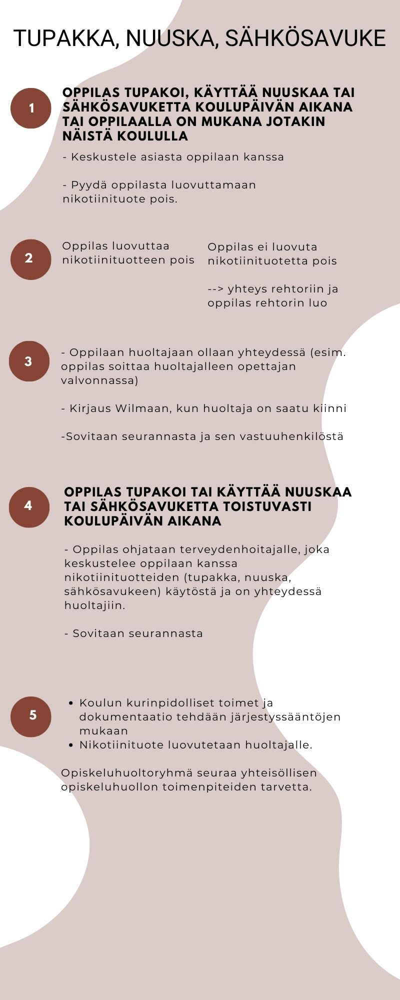 TUPAKKA, NUUSKA, SÄHKÖSAVUKE
1
OPPILAS TUPAKOI, KÄYTTÄÄ NUUSKAA TAI
SÄHKÖSAVUKETTA KOULUPÄIVÄN AIKANA
TAI OPPILAALLA ON MUKANA JOTAKIN
NÄISTÄ KOULULLA
- Keskustele asiasta oppilaan kanssa
- Pyydä oppilasta luovuttamaan
nikotiinituote pois.
2
Oppilas luovuttaa
nikotiinituotteen pois
Oppilas ei luovuta
nikotiinituotetta pois
--> yhteys rehtoriin ja
oppilas rehtorin luo
3
- Oppilaan huoltajaan ollaan yhteydessä (esim.
oppilas soittaa huoltajalleen opettajan
valvonnassa)
- Kirjaus Wilmaan, kun huoltaja on saatu kiinni
-Sovitaan seurannasta ja sen vastuuhenkilöstä
4
OPPILAS TUPAKOI TAI KÄYTTÄÄ NUUSKAA
TAI SÄHKÖSAVUKETTA TOISTUVASTI
KOULUPÄIVÄN AIKANA
- Oppilas ohjataan terveydenhoitajalle, joka
keskustelee oppilaan kanssa
nikotiinituotteiden (tupakka, nuuska,
sähkösavukeen) käytöstä ja on yhteydessä
huoltajiin.
- Sovitaan seurannasta
5
• Koulun kurinpidolliset toimet ja
dokumentaatio tehdään järjestyssääntöjen
mukaan
• Nikotiinituote luovutetaan huoltajalle.
Opiskeluhuoltoryhmä seuraa yhteisöllisen
opiskeluhuollon toimenpiteiden tarvetta.